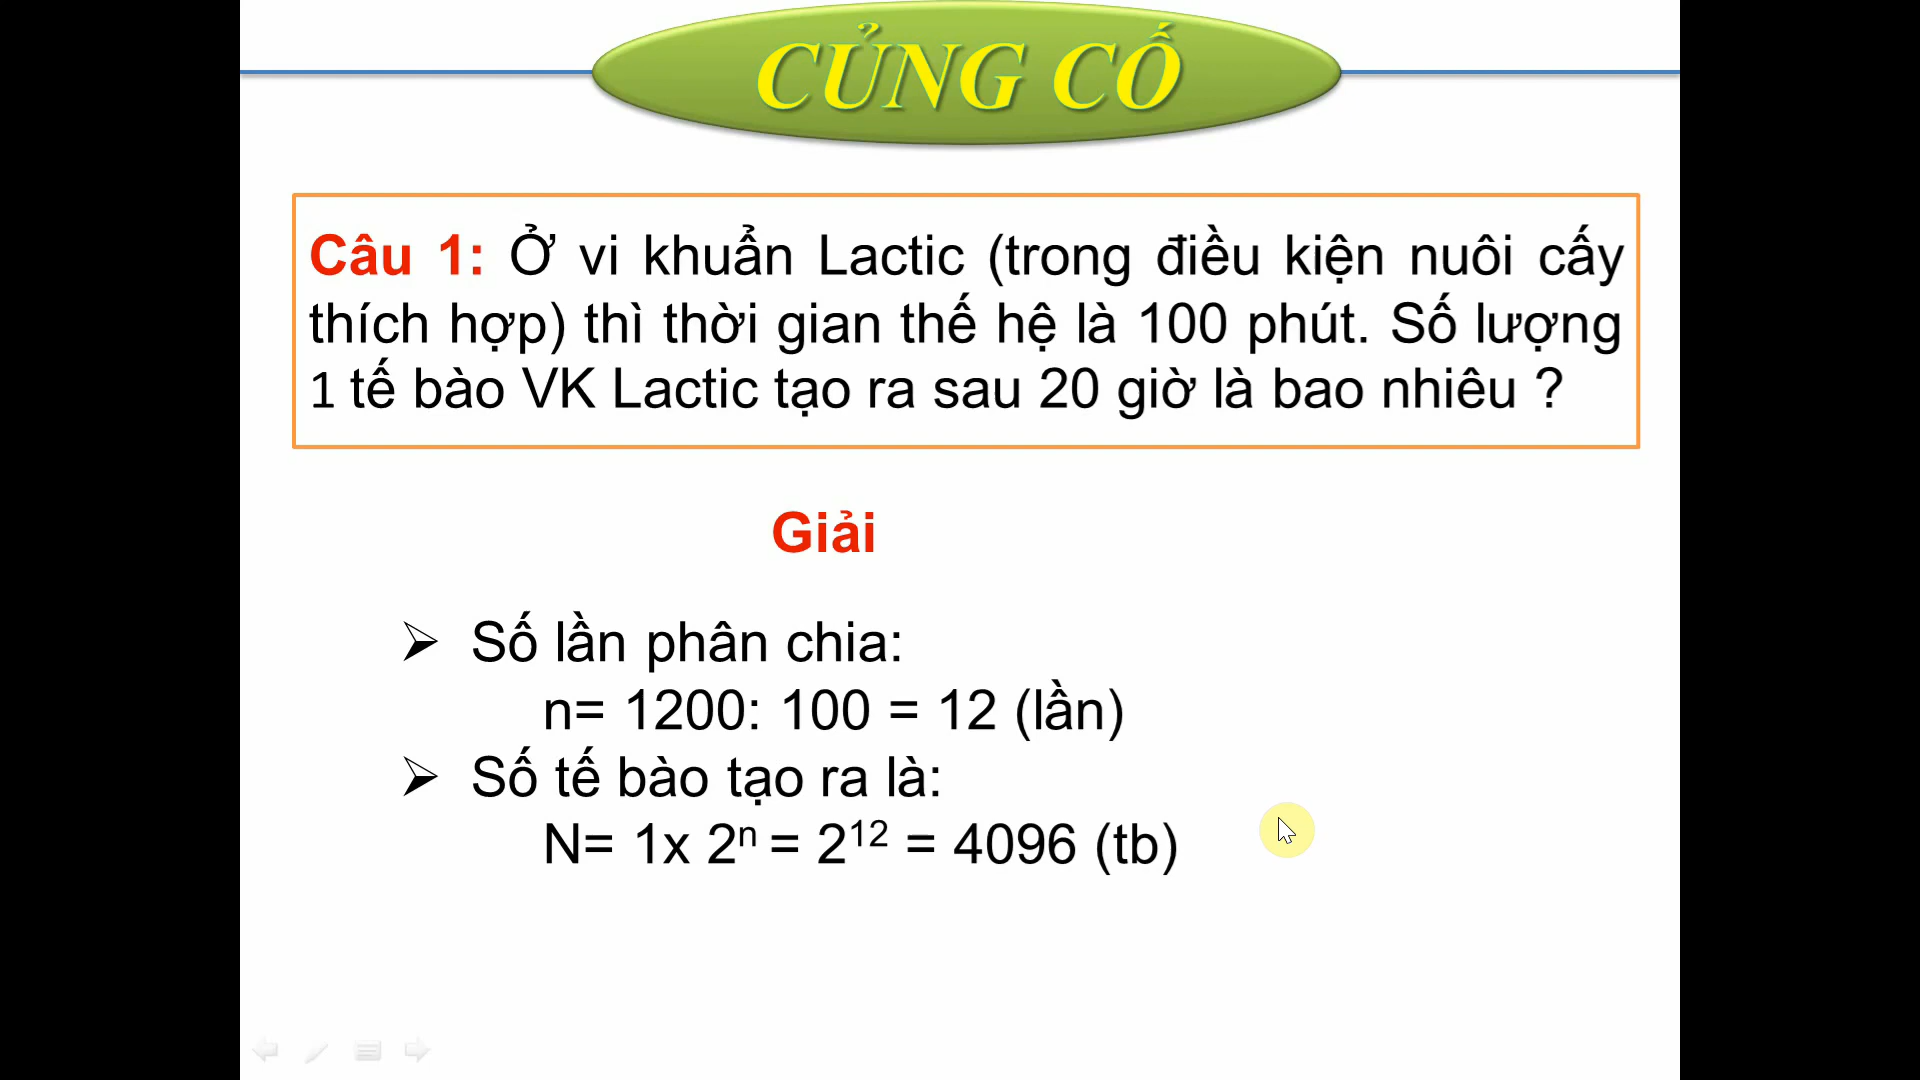 CỦNG CỐ
Câu 1: Ở vi khuẩn Lactic (trong điều kiện nuôi cấy
thích hợp) thì thời gian thế hệ là 100 phút. Số lượng
1 tế bào VK Lactic tạo ra sau 20 giờ là bao nhiêu ?
Giải
➢ Số lần phân chia:
n= 1200: 100 = 12 (lần)
➢ Số tế bào tạo ra là:
N= 1x 2ⁿ = 2¹² = 4096 (tb)